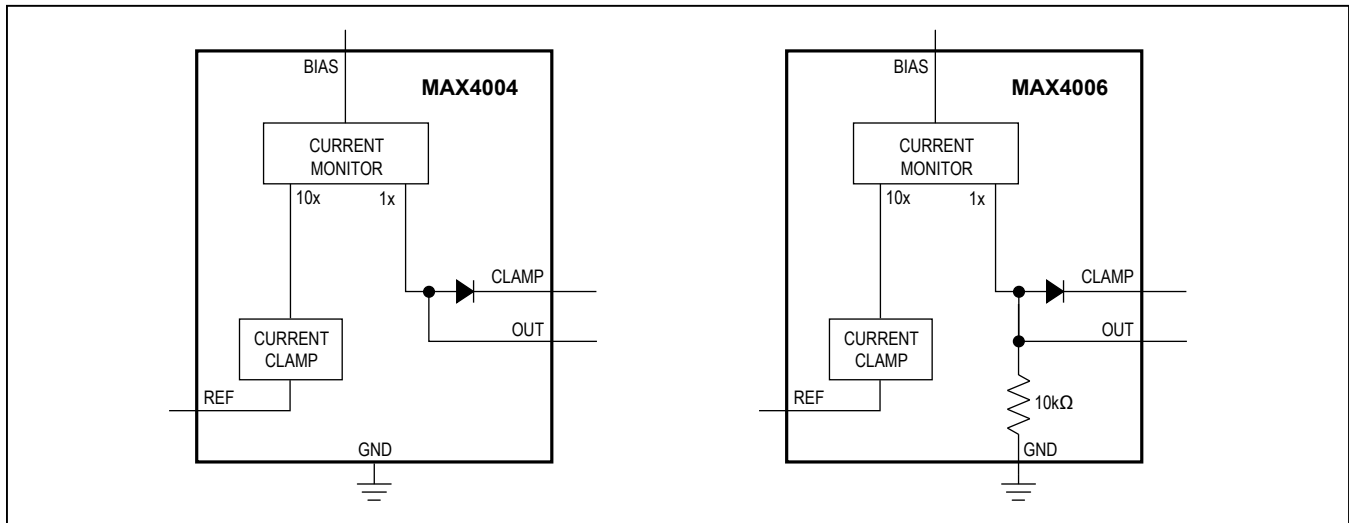 BIAS
MAX4004
CURRENT
MONITOR
10x
1x
CLAMP
OUT
CURRENT
CLAMP
REF
GND
BIAS
MAX4006
CURRENT
MONITOR
10x
1x
CLAMP
OUT
CURRENT
CLAMP
REF
10kΩ
GND